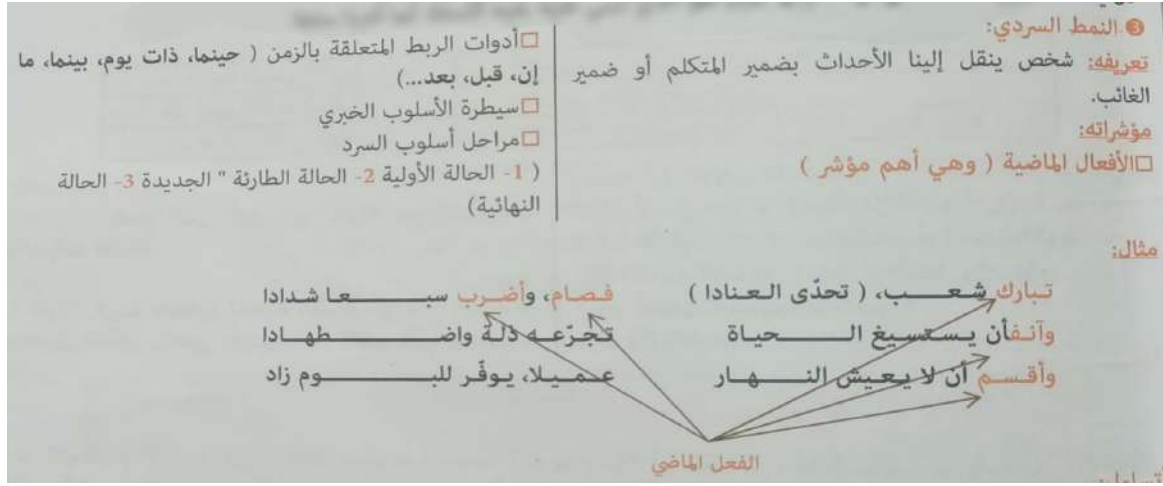 ❸.النمط السردي:
تعريفه: شخص ينقل إلينا الأحداث بضمير المتكلم أو ضمير
الغائب.
مؤشراته:
□الأفعال الماضية ( وهي أهم مؤشر )
□أدوات الربط المتعلقة بالزمن ( حينما، ذات يوم، بينما، ما
إن، قبل، بعد...)
□سيطرة الأسلوب الخبري
□مراحل أسلوب السرد
( 1- الحالة الأولية 2- الحالة الطارئة " الجديدة 3- الحالة
النهائية)
مثال:
تبارك شعب، ( تحدّى العنادا ) فصام، وأضرب سبعا شدادا
وآنفأن يستسيغ الحياة تجرّعه ذلة واضطهادا
وأقسم أن لا يعيش النهار عميلا، يوفّر للبوم زاد
الفعل الماضي